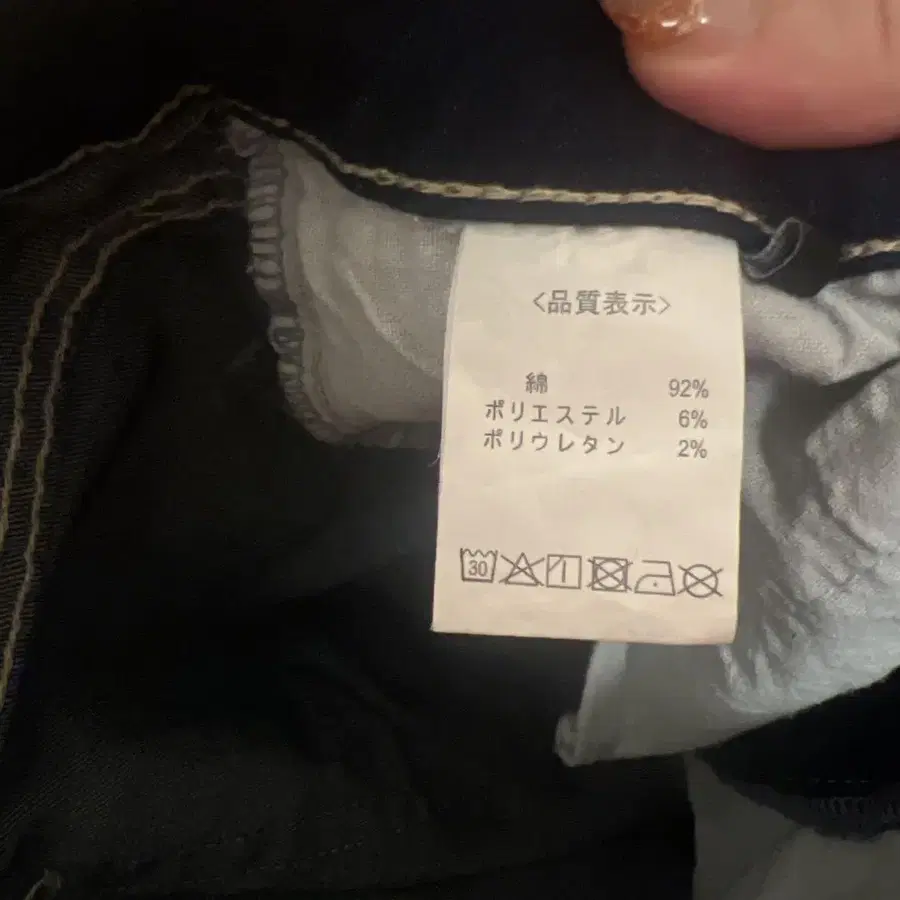 <品質表示>
綿 92%
ポリエステル 6%
ポリウレタン 2%
30